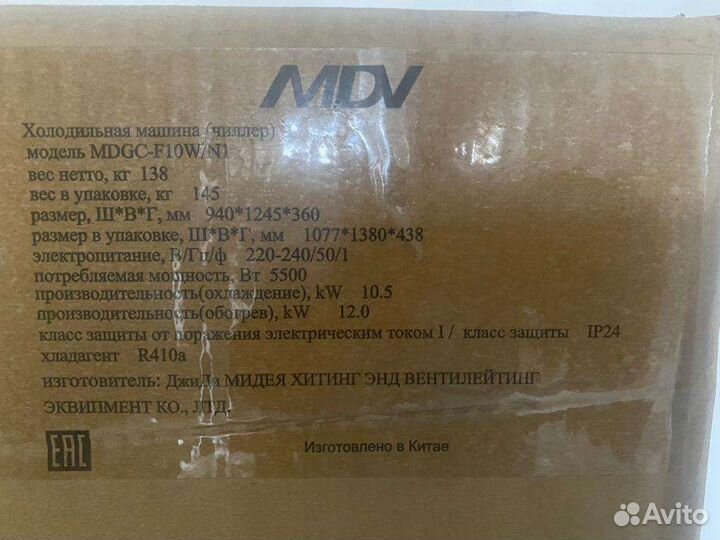 MDV
Холодильная машина (чиллер)
модель MDGC-F10W/N1
вес нетто, кг 138
вес в упаковке, кг 145
размер, Ш*В*Г, мм 940*1245*360
размер в упаковке, Ш*В*Г, мм 1077*1380*438
электропитание, В/Гц/ф 220-240/50/1
потребляемая мощность, Вт 5500
производительность(охлаждение), kW 10.5
производительность(обогрев), kW 12.0
класс защиты от поражения электрическим током I / класс защиты IP24
хладагент R410a
изготовитель: ДжиДи МИДЕЯ ХИТИНГ ЭНД ВЕНТИЛЕЙТИНГ
ЭКВИПМЕНТ КО., ЛТД.
EAC
Изготовлено в Китае
Avito